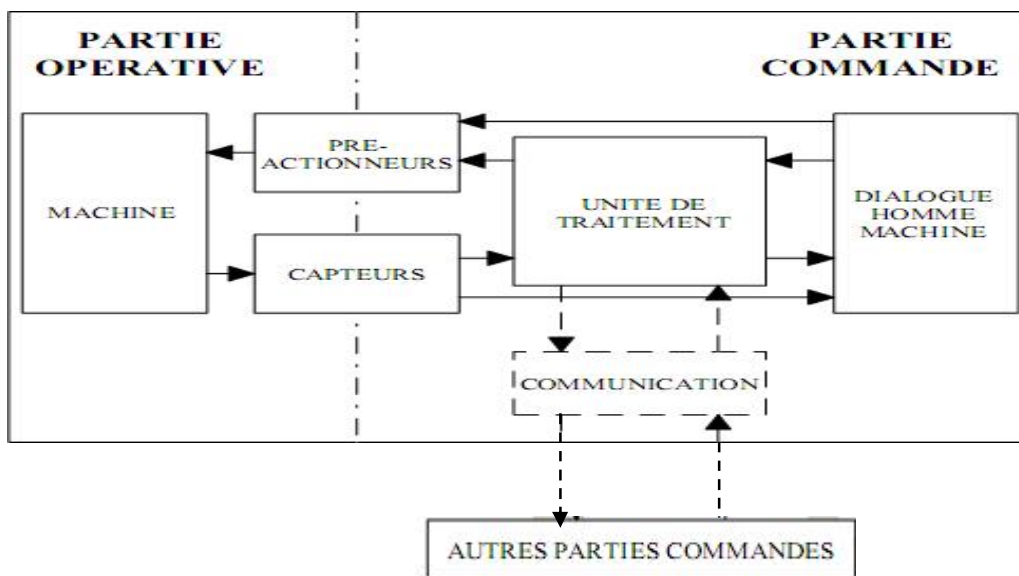 PARTIE
OPERATIVE
PARTIE
COMMANDE
PRE-
ACTIONNEURS
MACHINE
UNITE DE
TRAITEMENT
DIALOGUE
HOMME
MACHINE
CAPTEURS
COMMUNICATION
AUTRES PARTIES COMMANDES